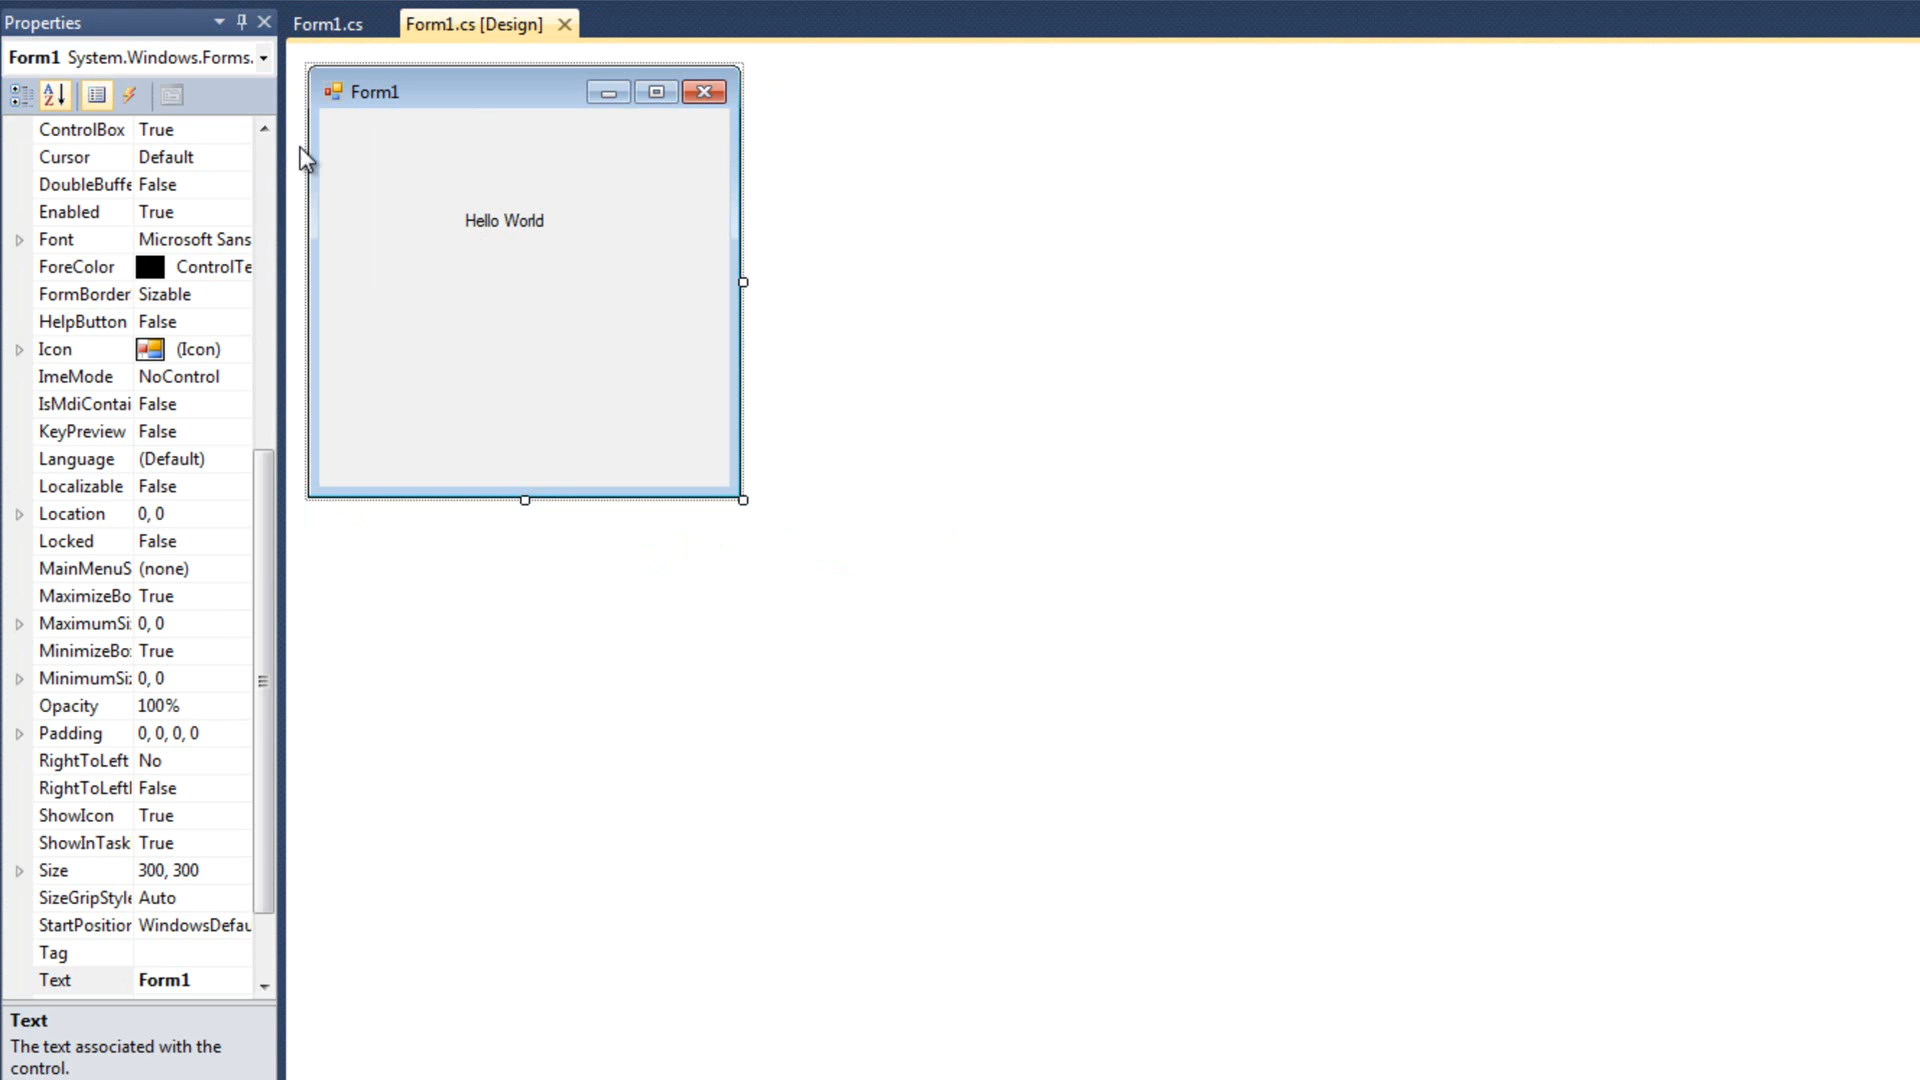 Properties
Form1 System.Windows.Forms.
ControlBox True
Cursor Default
DoubleBuffe False
Enabled True
Font Microsoft Sans
ForeColor ControlTe
FormBorder Sizable
HelpButton False
Icon (Icon)
ImeMode NoControl
IsMdiContai False
KeyPreview False
Language (Default)
Localizable False
Location 0, 0
Locked False
MainMenuS (none)
MaximizeBo True
MaximumSi 0, 0
MinimizeBo True
MinimumSi 0, 0
Opacity 100%
Padding 0, 0, 0, 0
RightToLeft No
RightToLeftl False
ShowIcon True
ShowInTask True
Size 300, 300
SizeGripStyle Auto
StartPosition WindowsDefau
Tag
Text Form1
Text
The text associated with the
control.
Form1.cs
Form1.cs [Design]
Form1
Hello World